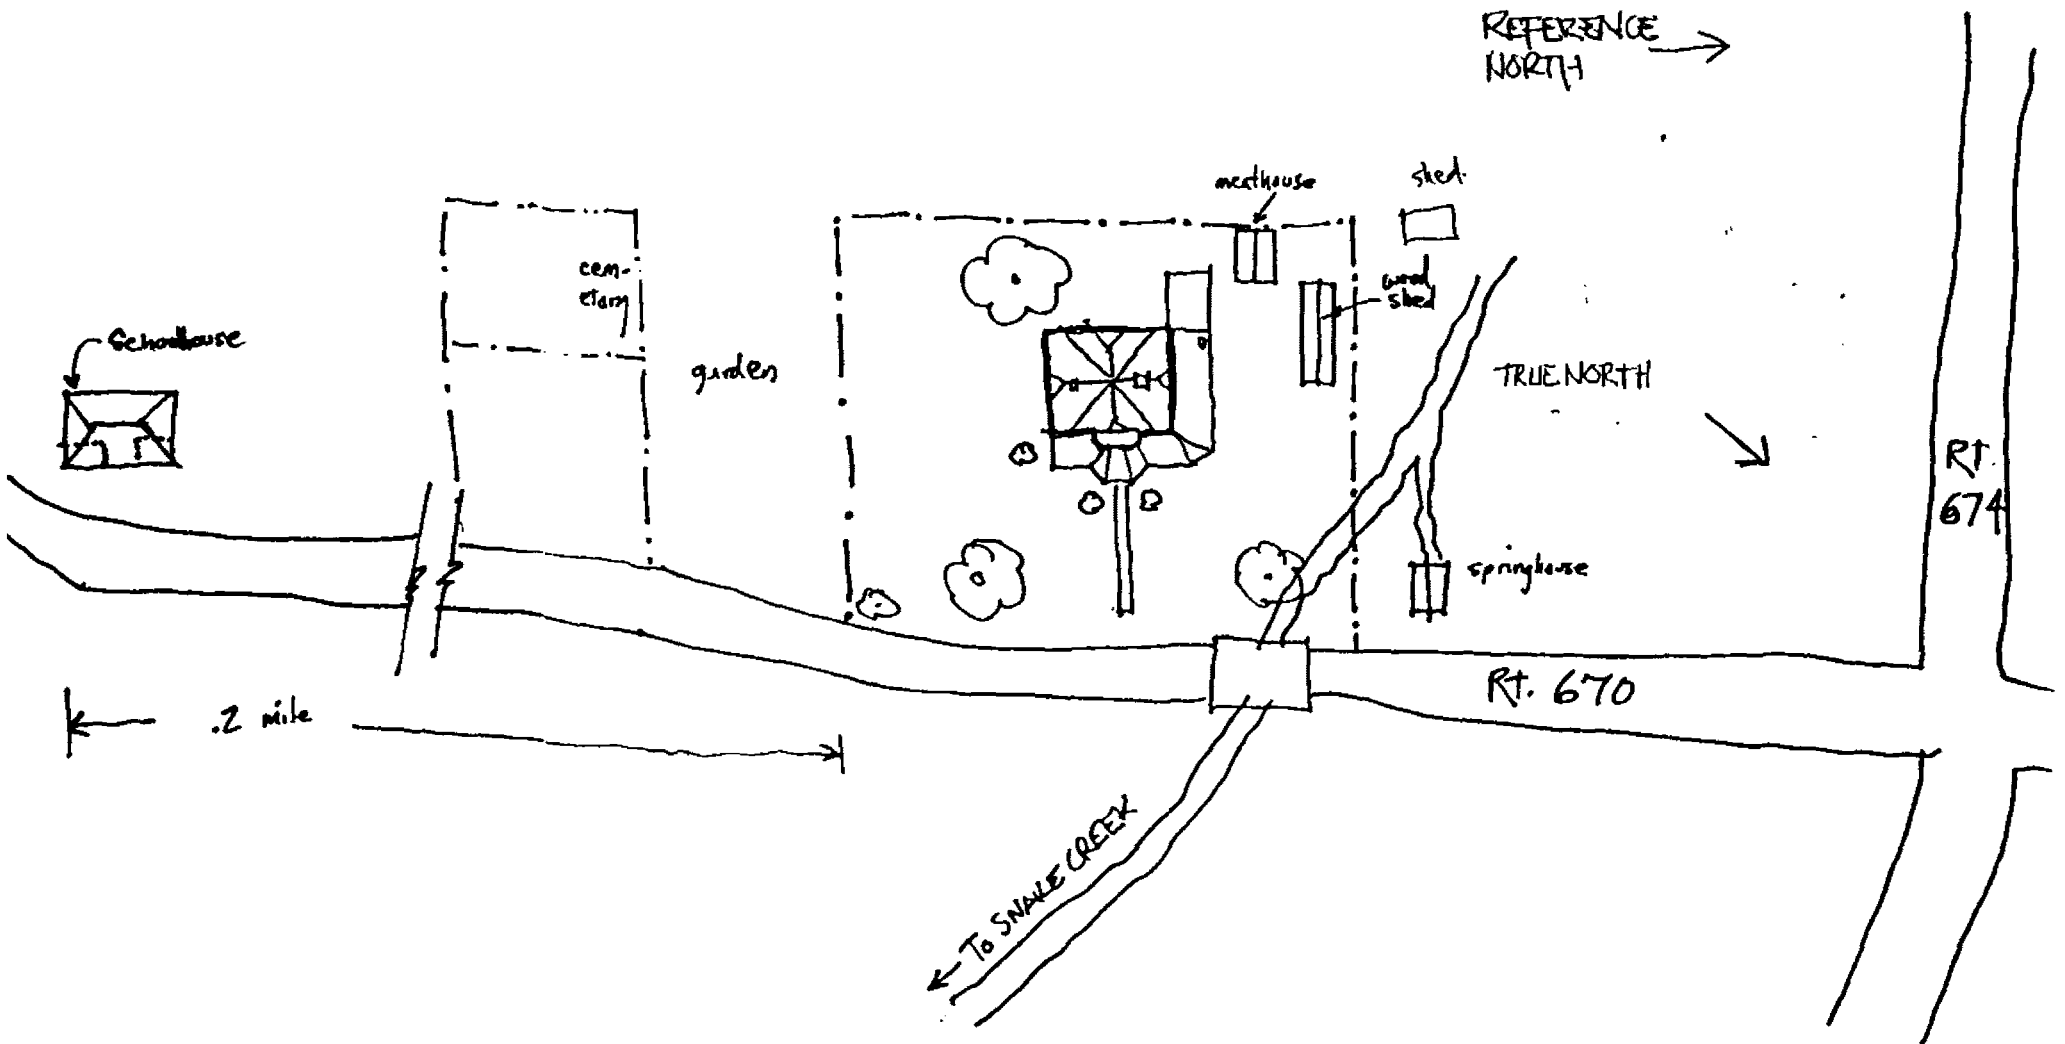 REFERENCE
NORTH
meathouse
shed.
cem-
etary
wood
shed
Schoolhouse
garden
TRUE NORTH
Rt.
674
springhouse
Rt. 670
.2 mile
TO SNAKE CREEK